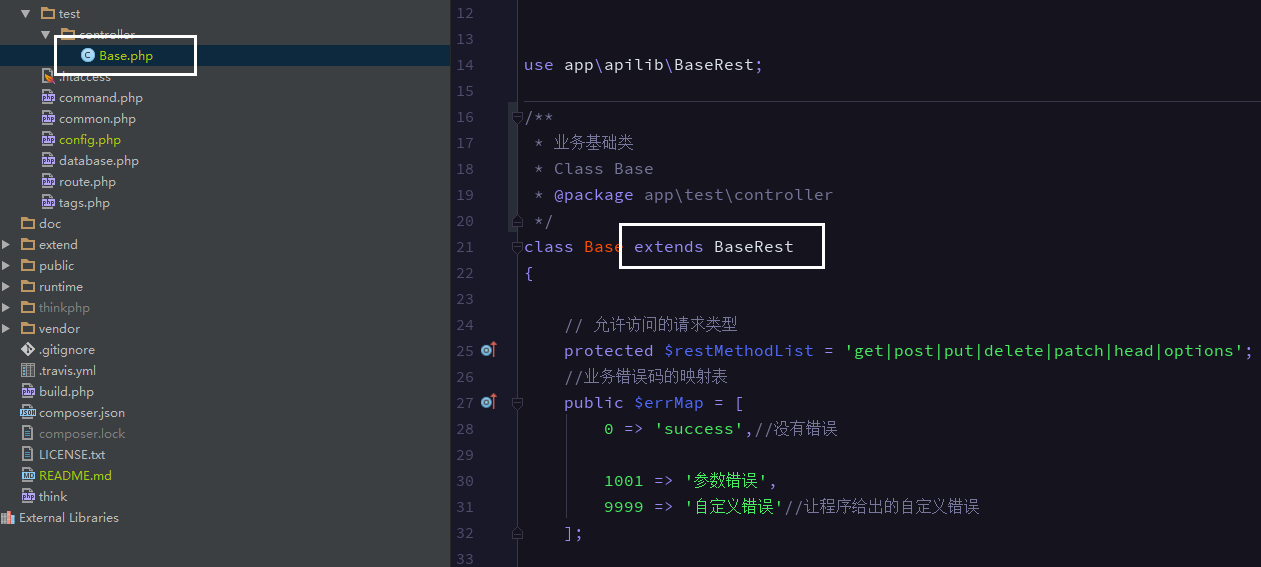 test
controller
Base.php
.htaccess
command.php
common.php
config.php
database.php
route.php
tags.php
doc
extend
public
runtime
thinkphp
vendor
.gitignore
.travis.yml
build.php
composer.json
composer.lock
LICENSE.txt
README.md
think
External Libraries
12
13
14 use app\apilib\BaseRest;
15
16 /**
17 * 业务基础类
18 * Class Base
19 * @package app\test\controller
20 */
21 class Base extends BaseRest
22 {
23
24 // 允许访问的请求类型
25 protected $restMethodList = 'get|post|put|delete|patch|head|options';
26 //业务错误码的映射表
27 public $errMap = [
28 0 => 'success',//没有错误
29
30 1001 => '参数错误',
31 9999 => '自定义错误'//让程序给出的自定义错误
32 ];
33